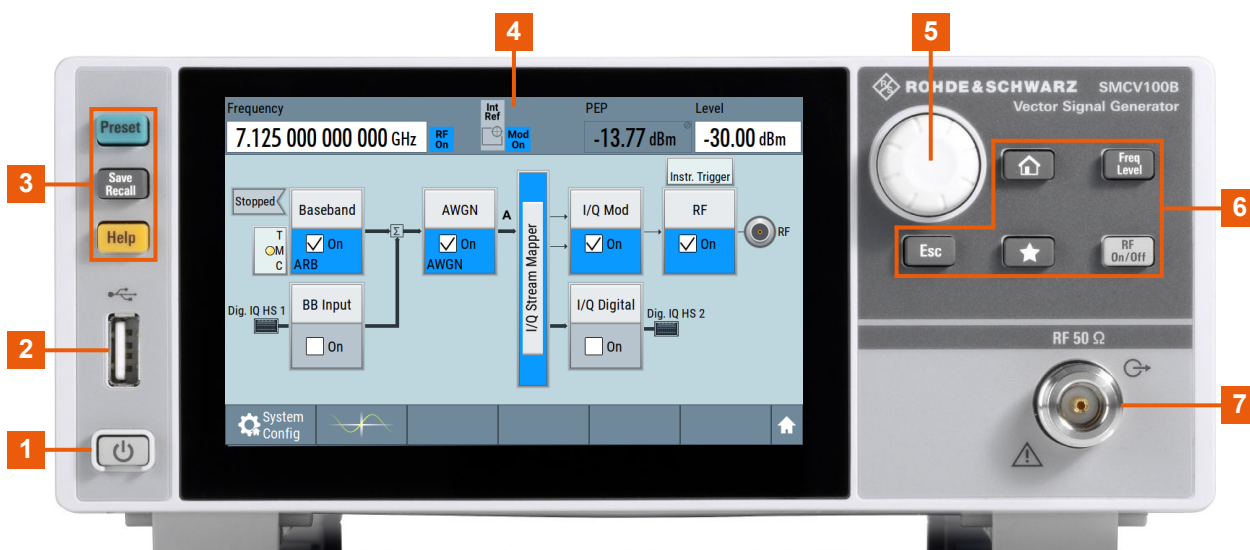 4
5
ROHDE&SCHWARZ SMCV100B
Vector Signal Generator
3
Preset
Save
Recall
Help
Frequency
Int
Ref
PEP
Level
7.125 000 000 000 GHz
RF
On
Mod
On
-13.77 dBm
-30.00 dBm
Instr. Trigger
Stopped
Baseband
On
ARB
T
M
C
Σ
AWGN
On
AWGN
A
I/Q Stream Mapper
I/Q Mod
On
RF
On
RF
Dig. IQ HS 1
BB Input
On
I/Q Digital
On
Dig. IQ HS 2
System
Config
Freq
Level
6
Esc
RF
On/Off
2
RF 50 Ω
7
1